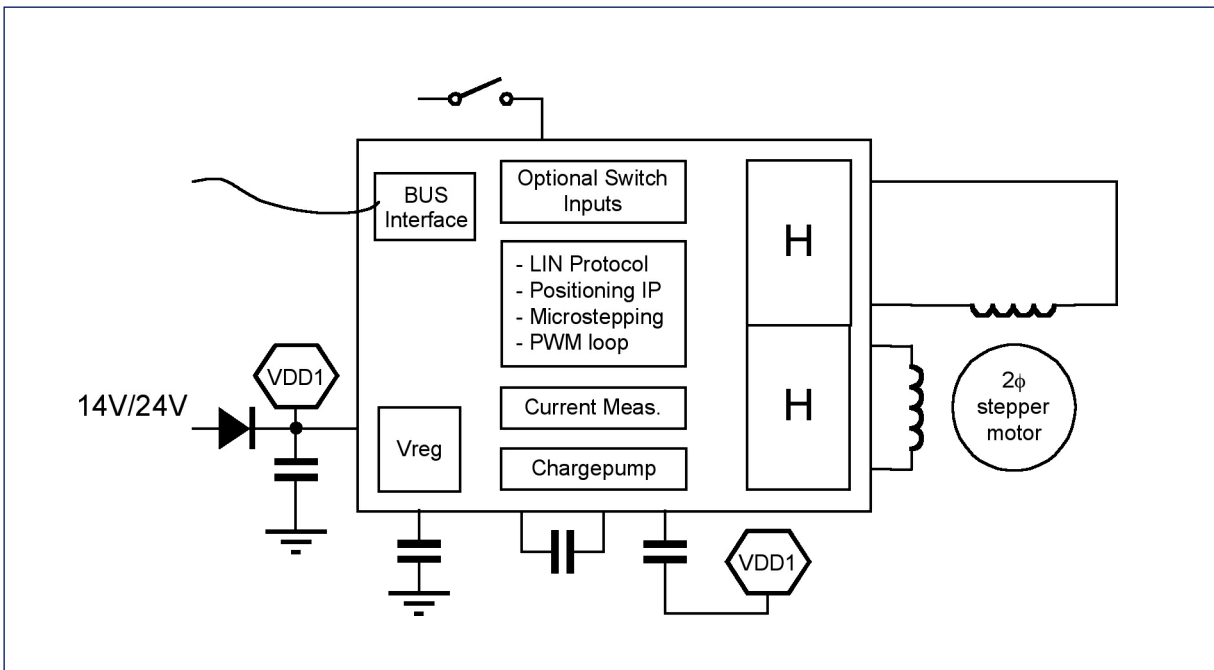 BUS
Interface
Optional Switch
Inputs
H
- LIN Protocol
- Positioning IP
- Microstepping
- PWM loop
VDD1
14V/24V
Vreg
Current Meas.
Chargepump
H
2ϕ
stepper
motor
VDD1